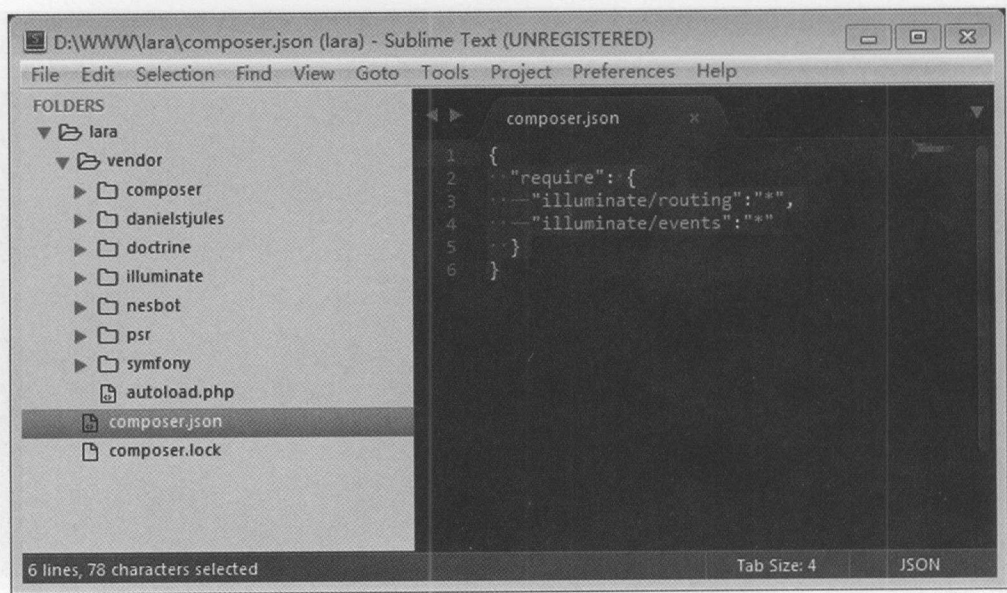 D:\WWW\lara\composer.json (lara) - Sublime Text (UNREGISTERED)
File Edit Selection Find View Goto Tools Project Preferences Help
FOLDERS
lara
vendor
composer
danielstjules
doctrine
illuminate
nesbot
psr
symfony
autoload.php
composer.json
composer.lock
composer.json ×
1 {
2 "require": {
3 "illuminate/routing":"*",
4 "illuminate/events":"*"
5 }
6 }
6 lines, 78 characters selected
Tab Size: 4
JSON